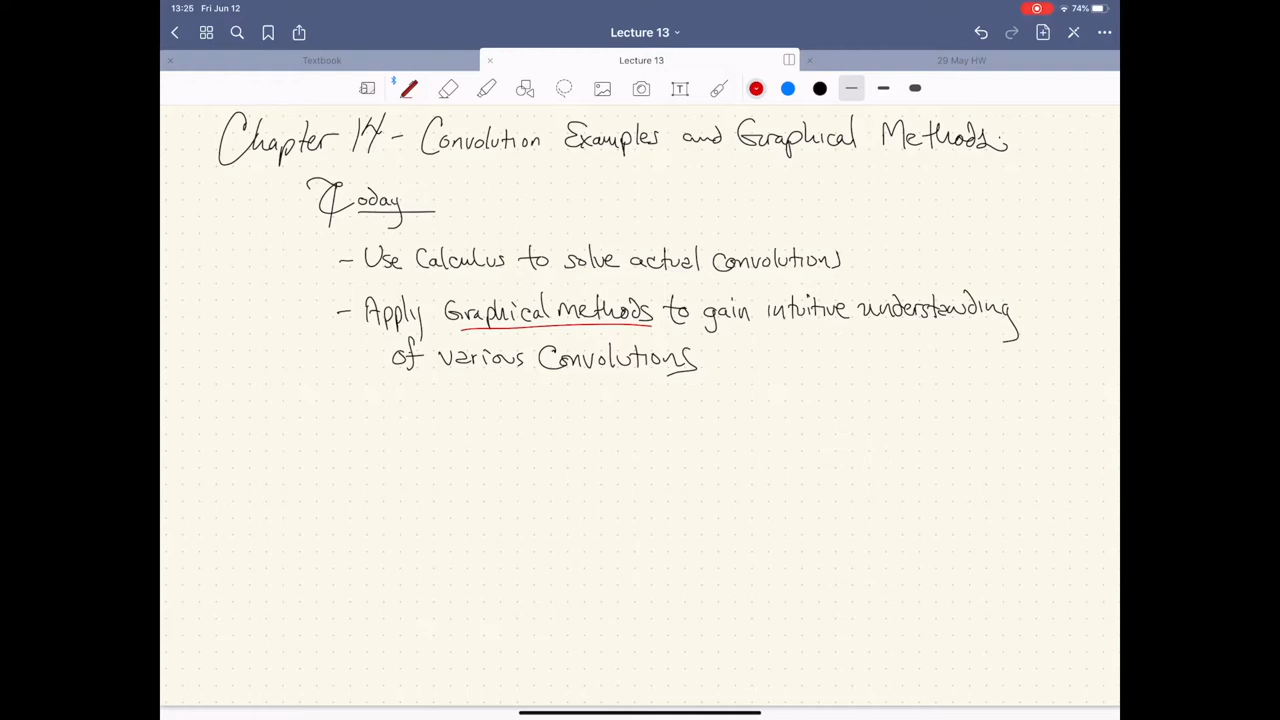 13:25 Fri Jun 12
74%
Lecture 13
Textbook
Lecture 13
29 May HW
Chapter 14 - Convolution Examples and Graphical Methods.
Today
- Use Calculus to solve actual convolutions
- Apply Graphical methods to gain intuitive understanding
of various Convolutions